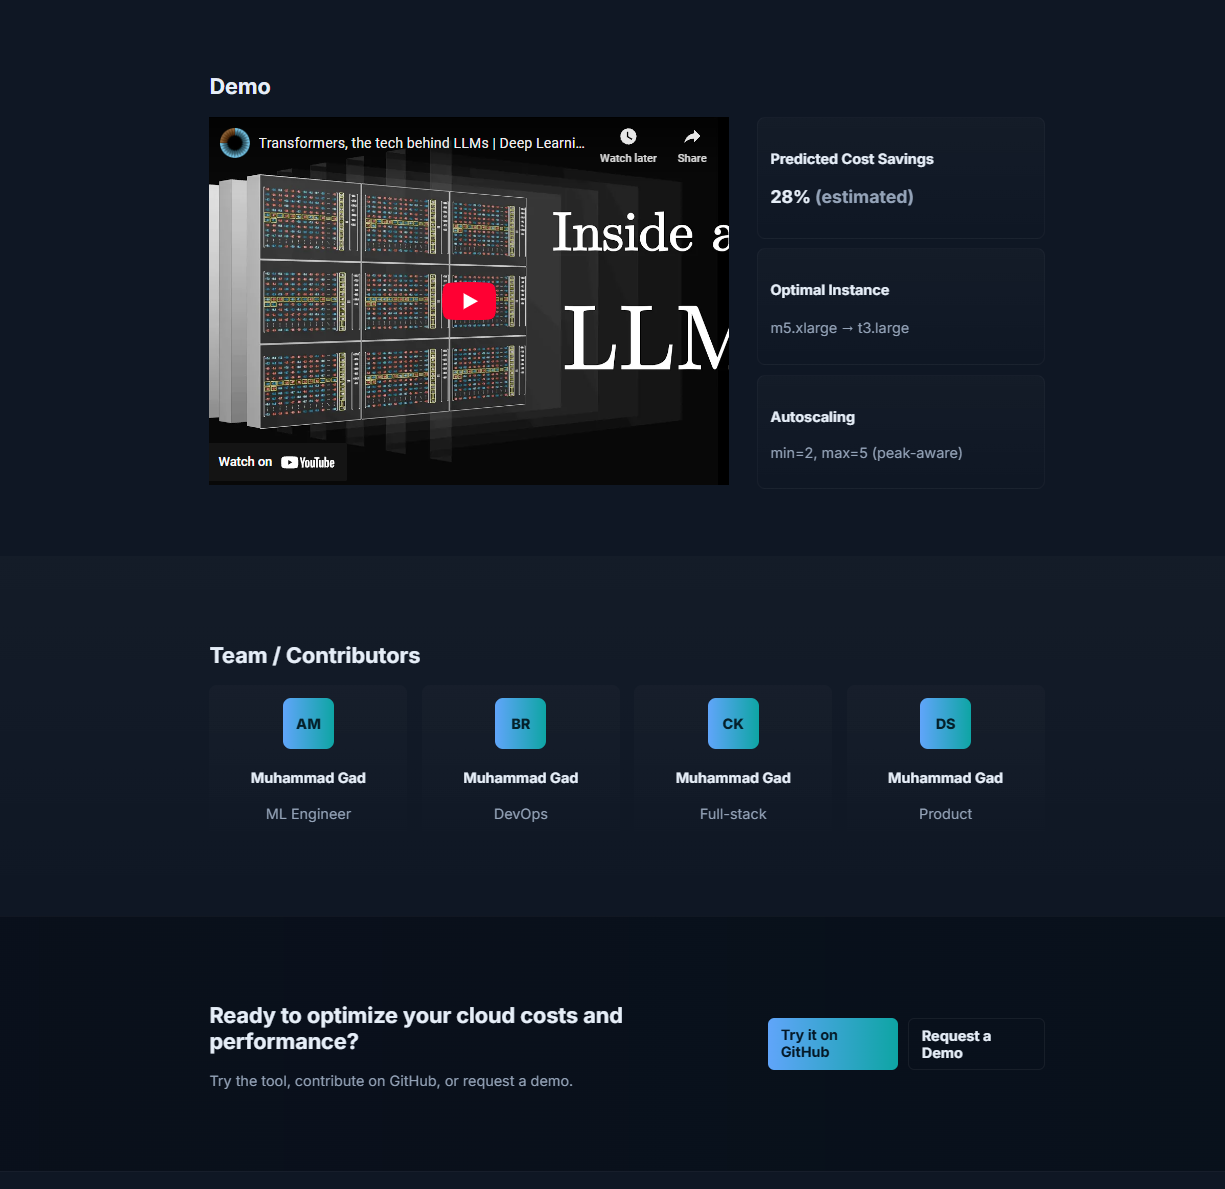 Demo
Transformers, the tech behind LLMs | Deep Learni...
Watch later
Share
Inside a
LLM
Watch on YouTube
Predicted Cost Savings
28% (estimated)
Optimal Instance
m5.xlarge → t3.large
Autoscaling
min=2, max=5 (peak-aware)
Team / Contributors
AM
Muhammad Gad
ML Engineer
BR
Muhammad Gad
DevOps
CK
Muhammad Gad
Full-stack
DS
Muhammad Gad
Product
Ready to optimize your cloud costs and
performance?
Try the tool, contribute on GitHub, or request a demo.
Try it on
GitHub
Request a
Demo